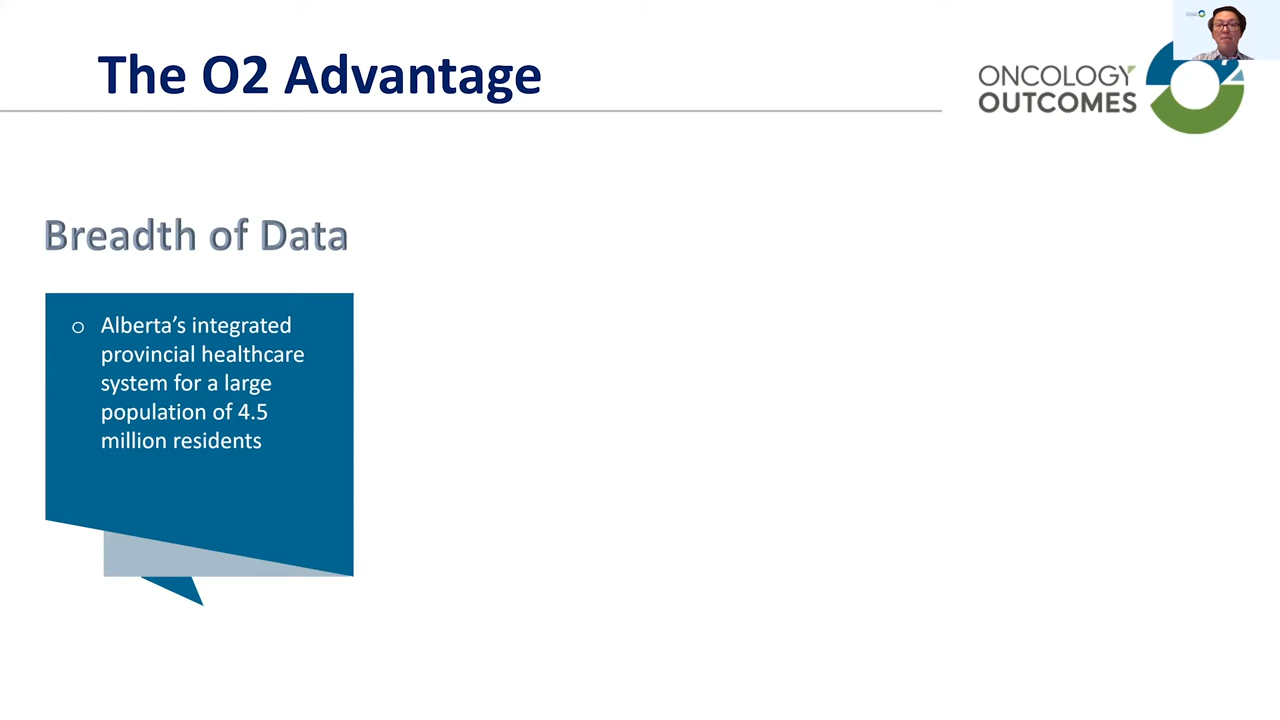 The O2 Advantage
ONCOLOGY
OUTCOMES
2
Breadth of Data
o Alberta’s integrated
provincial healthcare
system for a large
population of 4.5
million residents